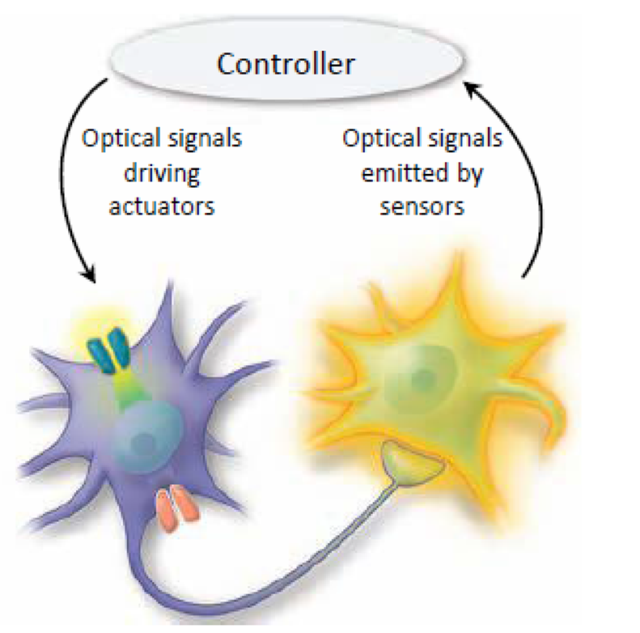 Controller
Optical signals
driving
actuators
Optical signals
emitted by
sensors